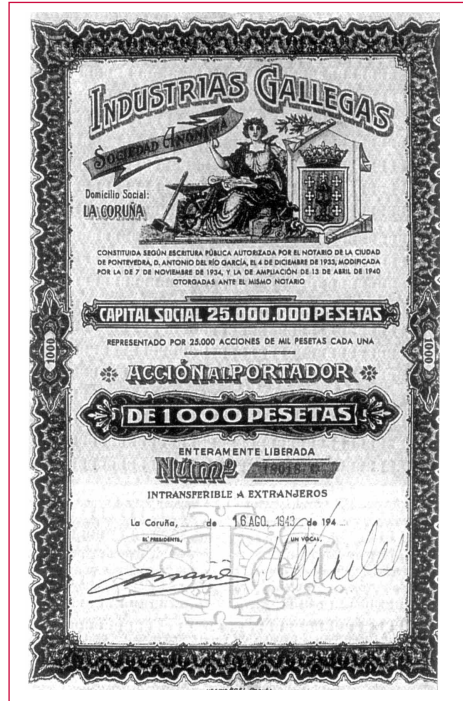 INDUSTRIAS GALLEGAS
SOCIEDAD ANÓNIMA
Domicilio Social:
LA CORUÑA
CONSTITUIDA SEGÚN ESCRITURA PÚBLICA AUTORIZADA POR EL NOTARIO DE LA CIUDAD
DE PONTEVEDRA, D. ANTONIO DEL RÍO GARCÍA, EL 4 DE DICIEMBRE DE 1933, MODIFICADA
POR LA DE 7 DE NOVIEMBRE DE 1934, Y LA DE AMPLIACIÓN DE 13 DE ABRIL DE 1940
OTORGADAS ANTE EL MISMO NOTARIO
CAPITAL SOCIAL 25.000.000 PESETAS
REPRESENTADO POR 25.000 ACCIONES DE MIL PESETAS CADA UNA
1000
1000
ACCIÓN AL PORTADOR
DE 1000 PESETAS
ENTERAMENTE LIBERADA
Núm.º
INTRANSFERIBLE A EXTRANJEROS
La Coruña, de 16 AGO. 1943 de 194
EL PRESIDENTE,
UN VOCAL,